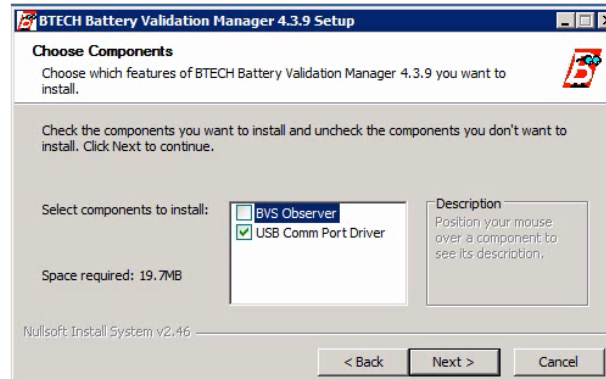 BTECH Battery Validation Manager 4.3.9 Setup
Choose Components
Choose which features of BTECH Battery Validation Manager 4.3.9 you want to
install.
Check the components you want to install and uncheck the components you don't want to
install. Click Next to continue.
Select components to install:
BVS Observer
USB Comm Port Driver
Description
Position your mouse
over a component to
see its description.
Space required: 19.7MB
Nullsoft Install System v2.46
< Back
Next >
Cancel